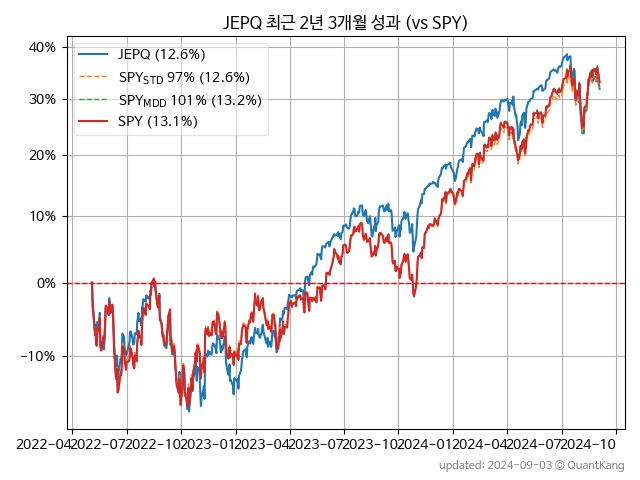 JEPQ 최근 2년 3개월 성과 (vs SPY)
JEPQ (12.6%)
SPY_STD 97% (12.6%)
SPY_MDD 101% (13.2%)
SPY (13.1%)
40%
30%
20%
10%
0%
−10%
2022-04 2022-07 2022-10 2023-01 2023-04 2023-07 2023-10 2024-01 2024-04 2024-07 2024-10
updated: 2024-09-03 ⓒ QuantKang